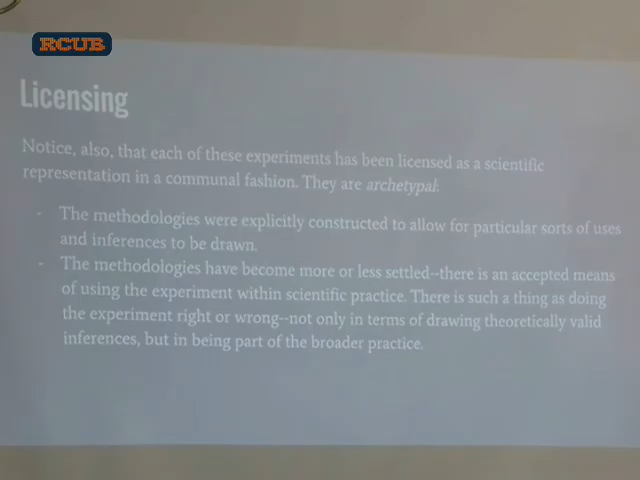 RCUB
Licensing
Notice, also, that each of these experiments has been licensed as a scientific
representation in a communal fashion. They are archetypal:
- The methodologies were explicitly constructed to allow for particular sorts of uses
and inferences to be drawn.
- The methodologies have become more or less settled--there is an accepted means
of using the experiment within scientific practice. There is such a thing as doing
the experiment right or wrong--not only in terms of drawing theoretically valid
inferences, but in being part of the broader practice.